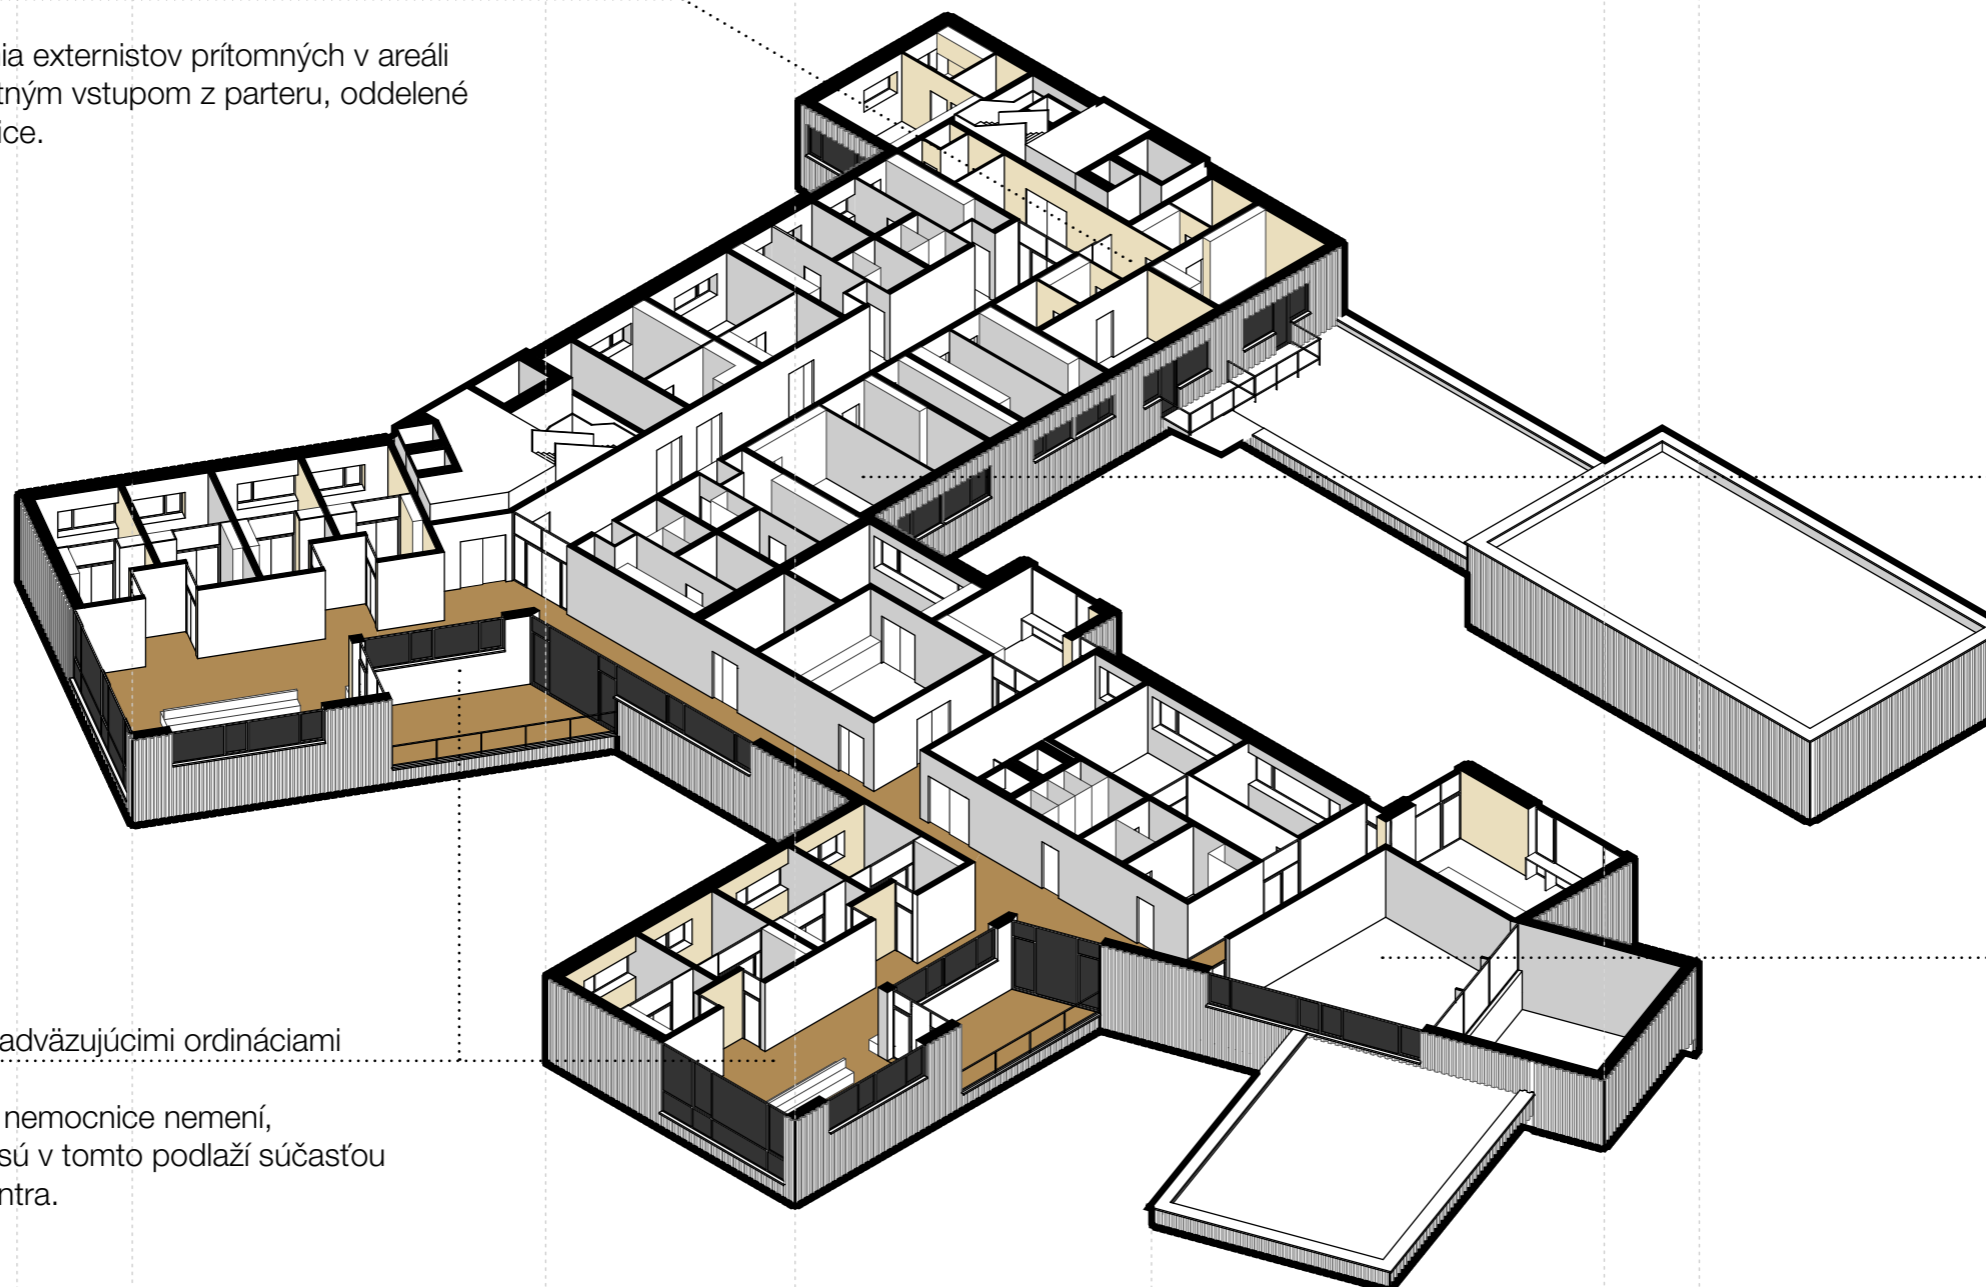 ia externistov prítomných v areáli
tným vstupom z parteru, oddelené
ice.
adväzujúcimi ordináciami
nemocnice nemení,
sú v tomto podlaží súčasťou
ntra.